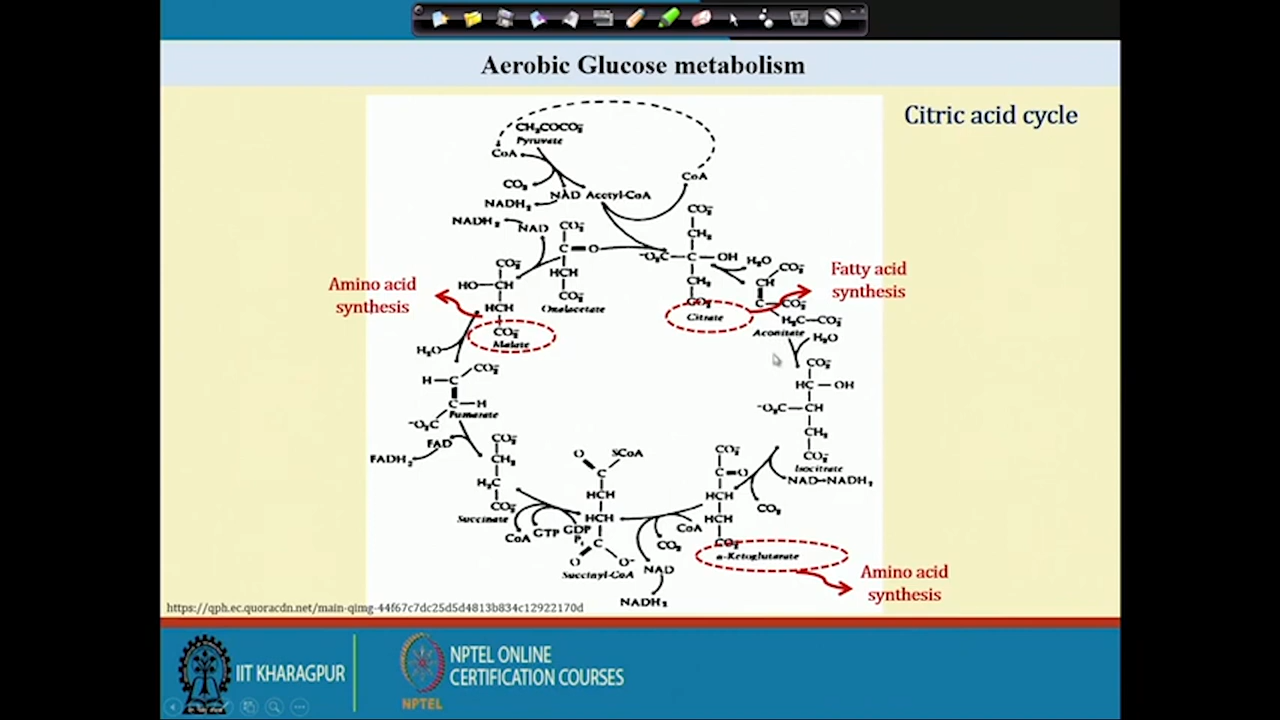 Aerobic Glucose metabolism
Citric acid cycle
CH₃COCO₂⁻
Pyruvate
CoA
CO₂
NAD
Acetyl-CoA
NADH₂
CoA
NADH₂
NAD
CO₂⁻
C=O
HCH
CO₂⁻
Oxalacetate
CO₂⁻
CH₂
⁻O₂C—C—OH
CH₂
CO₂⁻
Citrate
H₂O
Fatty acid
synthesis
CO₂⁻
CH
C—CO₂⁻
H₂C—CO₂⁻
Aconitate
H₂O
CO₂⁻
HC—OH
⁻O₂C—CH
CH₂
CO₂⁻
Isocitrate
NAD→NADH₂
CO₂
CO₂⁻
C=O
HCH
HCH
CO₂⁻
α-Ketoglutarate
Amino acid
synthesis
CoA
CO₂
NAD
NADH₂
O
SCoA
C
HCH
HCH
C
O
O⁻
Succinyl-CoA
GDP
Pᵢ
GTP
CoA
CO₂⁻
CH₂
H₂C
CO₂⁻
Succinate
FAD
FADH₂
H—C
CO₂⁻
C—H
⁻O₂C
Fumarate
H₂O
CO₂⁻
HO—CH
HCH
CO₂⁻
Malate
Amino acid
synthesis
https://qph.ec.quoracdn.net/main-qimg-44f67c7dc25d5d4813b834c12922170d
IIT KHARAGPUR
NPTEL
NPTEL ONLINE
CERTIFICATION COURSES